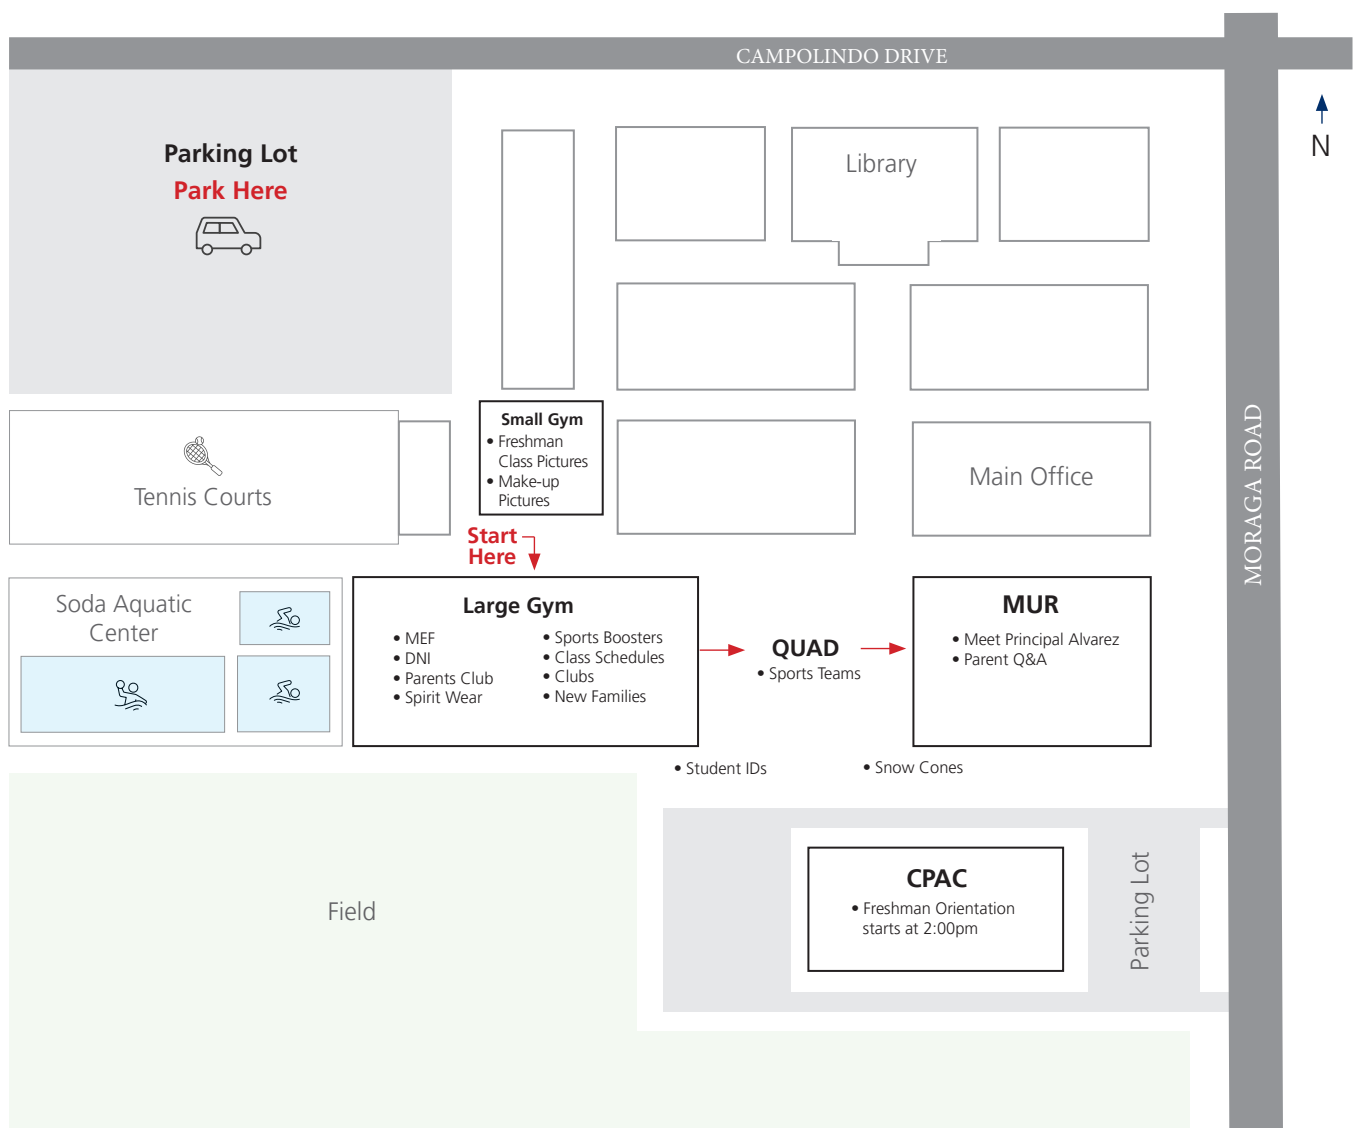 CAMPOLINDO DRIVE
N
Parking Lot
Park Here
Library
Small Gym
• Freshman
Class Pictures
• Make-up
Pictures
Tennis Courts
Main Office
MORAGA ROAD
Start
Here
Soda Aquatic
Center
Large Gym
• MEF
• DNI
• Parents Club
• Spirit Wear
• Sports Boosters
• Class Schedules
• Clubs
• New Families
QUAD
• Sports Teams
MUR
• Meet Principal Alvarez
• Parent Q&A
• Student IDs
• Snow Cones
CPAC
• Freshman Orientation
starts at 2:00pm
Parking Lot
Field